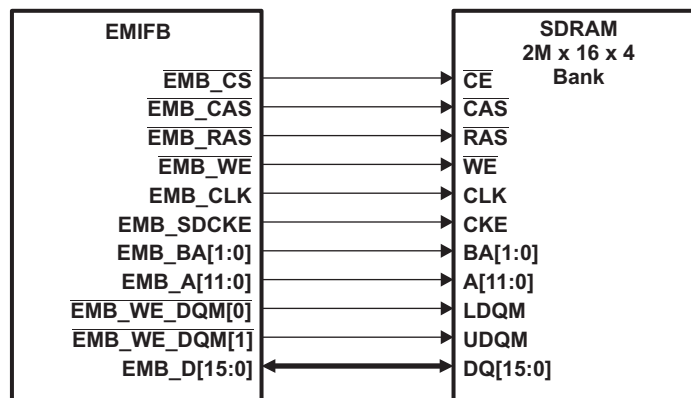 EMIFB
EMB_CS
EMB_CAS
EMB_RAS
EMB_WE
EMB_CLK
EMB_SDCKE
EMB_BA[1:0]
EMB_A[11:0]
EMB_WE_DQM[0]
EMB_WE_DQM[1]
EMB_D[15:0]
SDRAM
2M x 16 x 4
Bank
CE
CAS
RAS
WE
CLK
CKE
BA[1:0]
A[11:0]
LDQM
UDQM
DQ[15:0]